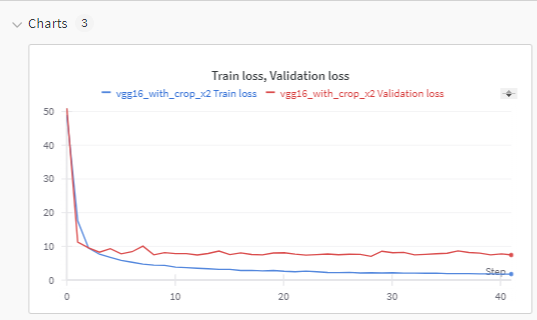 Charts 3
Train loss, Validation loss
vgg16_with_crop_x2 Train loss vgg16_with_crop_x2 Validation loss
50
40
30
20
10
0
Step
0 10 20 30 40